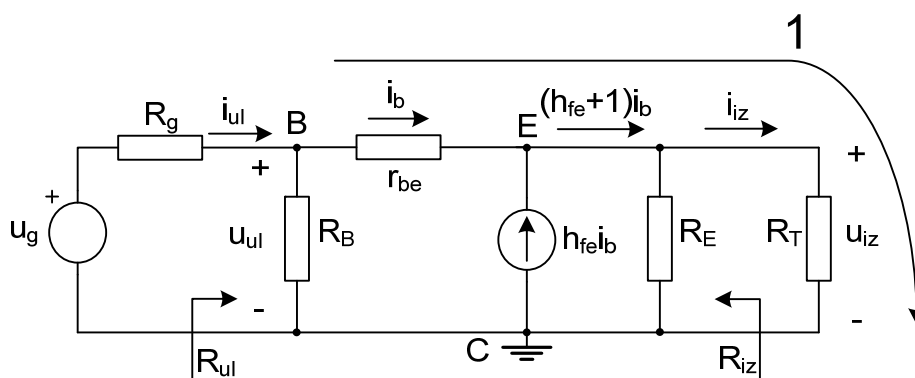 1
R_g
i_ul
B
i_b
E
(h_fe+1)i_b
i_iz
+
+
+
r_be
u_g
u_ul
R_B
h_fe i_b
R_E
R_T
u_iz
-
-
R_ul
C
R_iz